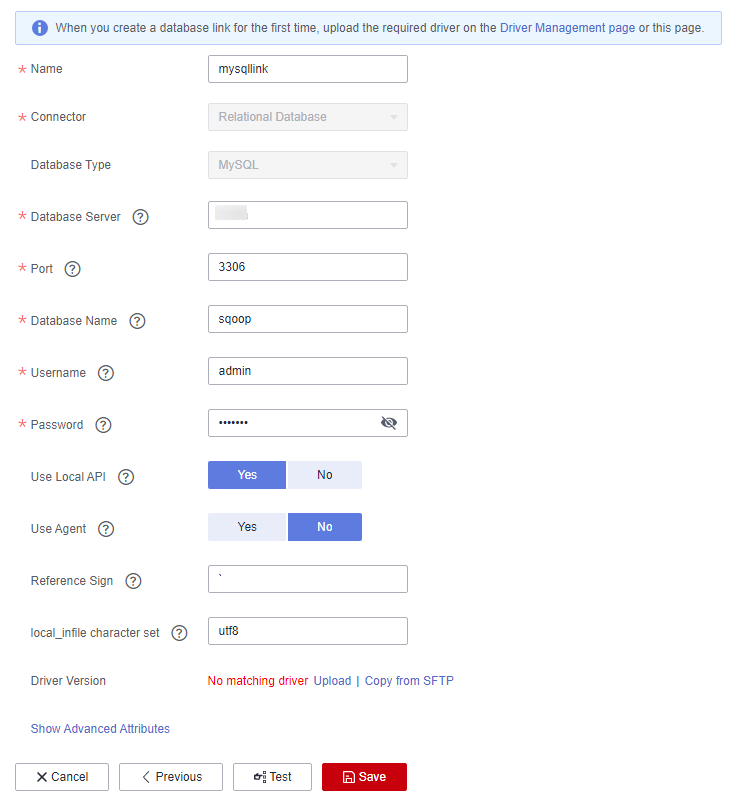 When you create a database link for the first time, upload the required driver on the Driver Management page or this page.
* Name mysqllink
* Connector Relational Database
Database Type MySQL
* Database Server ?
* Port ? 3306
* Database Name ? sqoop
* Username ? admin
* Password ? •••••••
Use Local API ? Yes No
Use Agent ? Yes No
Reference Sign ? `
local_infile character set ? utf8
Driver Version No matching driver Upload | Copy from SFTP
Show Advanced Attributes
Cancel Previous Test Save